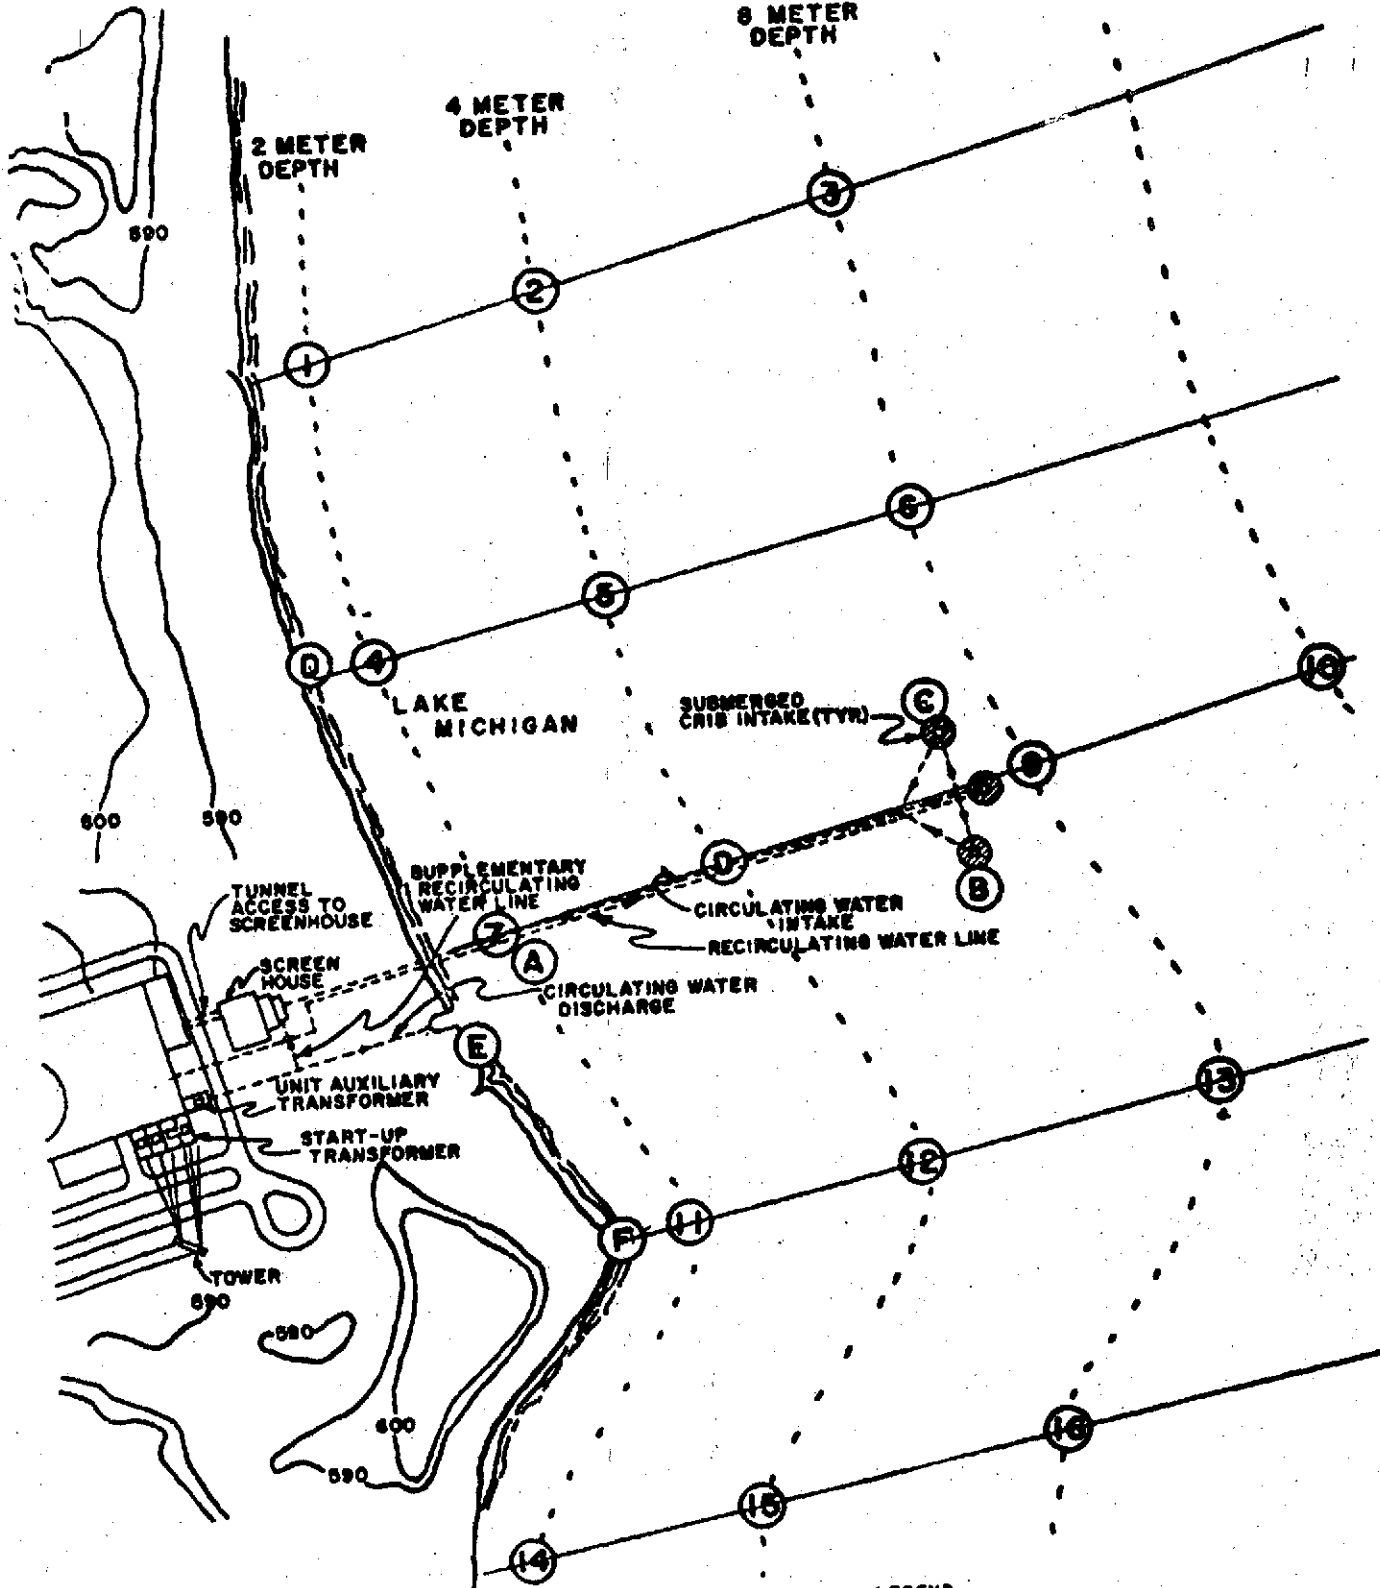 8 METER
DEPTH
4 METER
DEPTH
2 METER
DEPTH
3
590
2
1
6
5
D
4
LAKE
MICHIGAN
SUBMERGED
CRIB INTAKE (TYR)
C
10
600
590
B
SUPPLEMENTARY
RECIRCULATING
WATER LINE
TUNNEL
ACCESS TO
SCREENHOUSE
CIRCULATING WATER
INTAKE
RECIRCULATING WATER LINE
7
A
SCREEN
HOUSE
CIRCULATING WATER
DISCHARGE
E
UNIT AUXILIARY
TRANSFORMER
START-UP
TRANSFORMER
13
12
11
F
TOWER
590
590
600
590
16
15
14